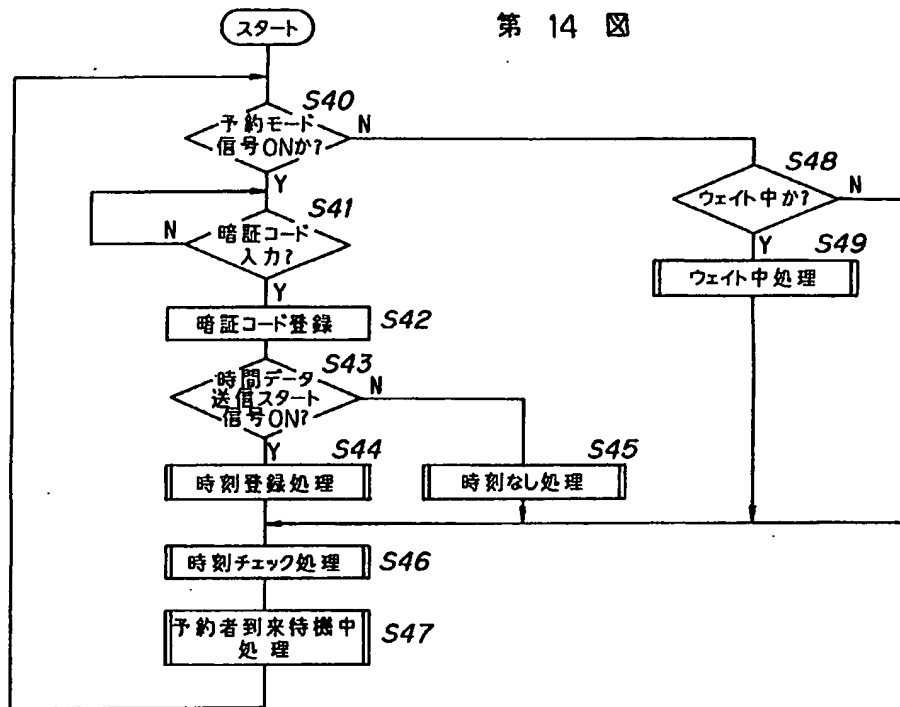 第 14 図
スタート
S40
予約モード
信号ONか?
N
Y
S41
暗証コード
入力?
N
Y
暗証コード登録
S42
S43
時間データ
送信スタート
信号ON?
N
Y
S44
時刻登録処理
S45
時刻なし処理
S48
ウェイト中か?
N
Y
S49
ウェイト中処理
時刻チェック処理
S46
予約者到来待機中
処理
S47